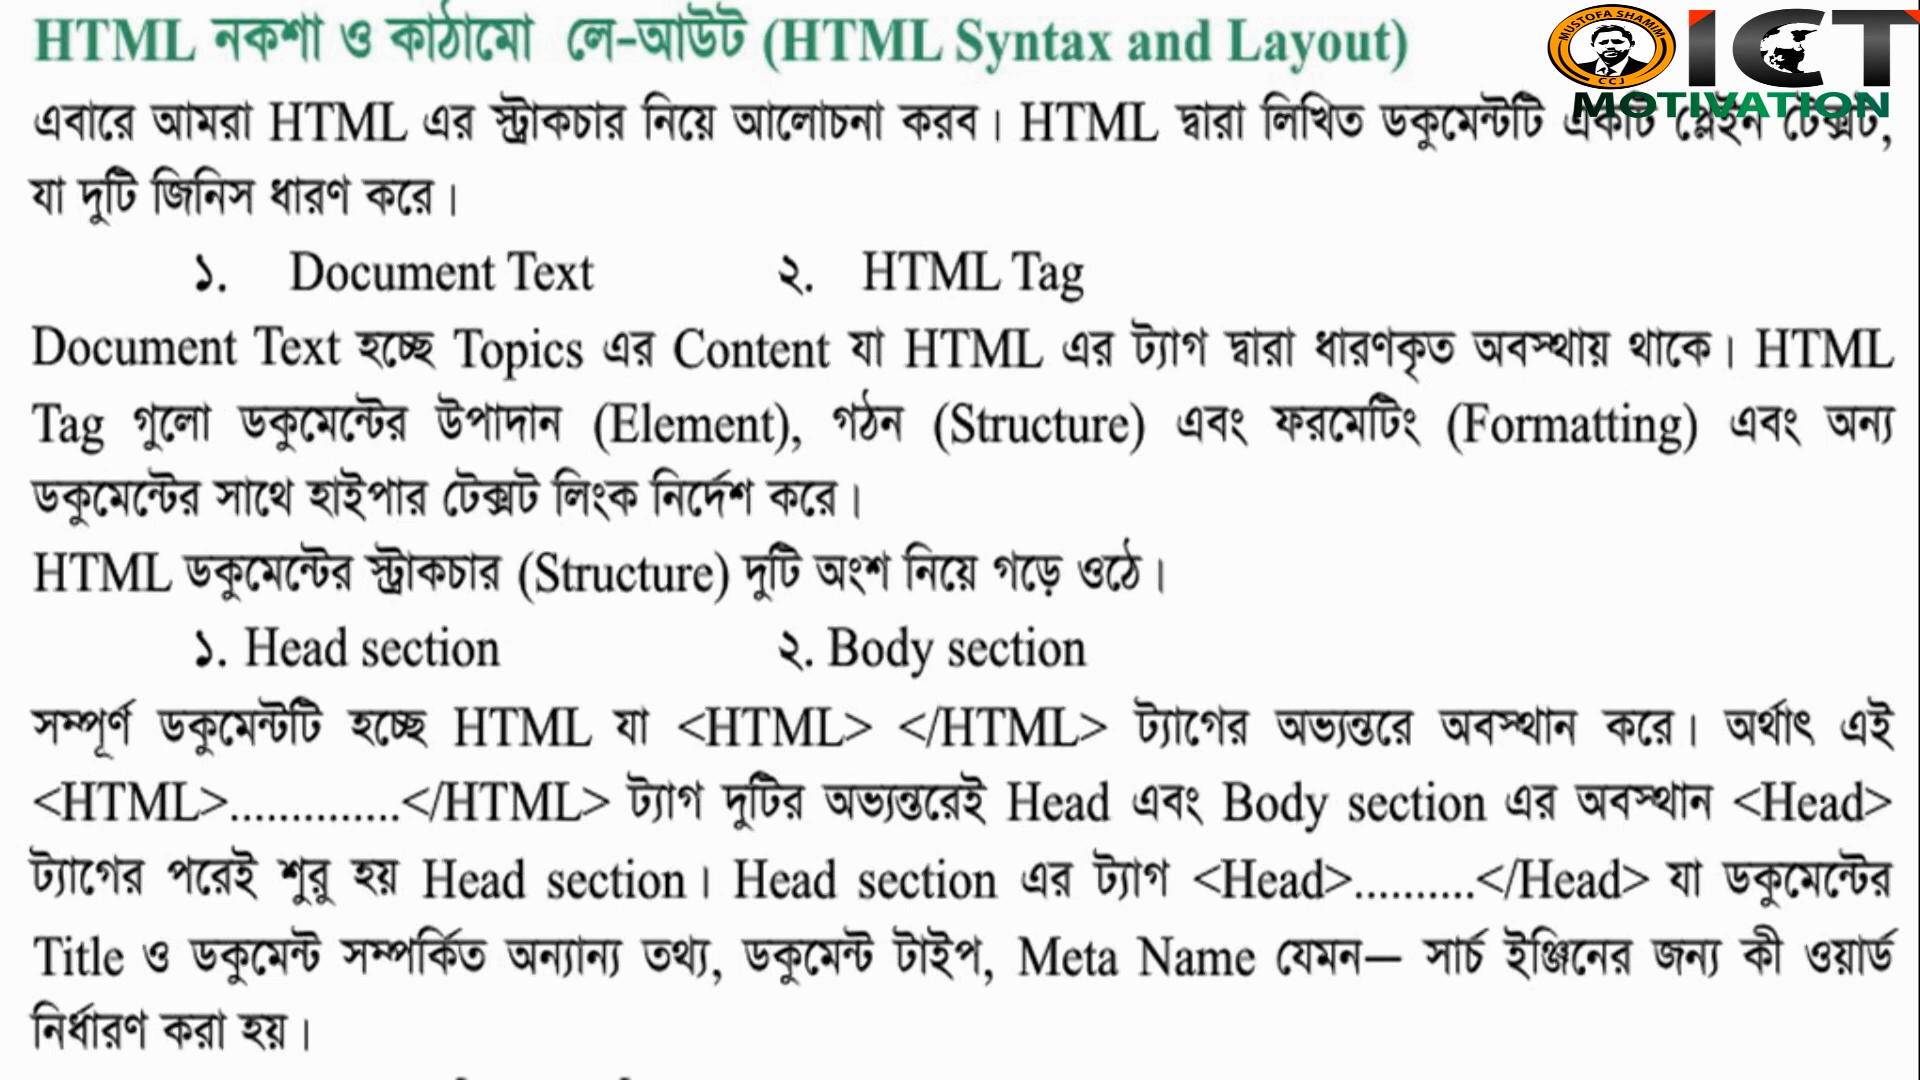 HTML নকশা ও কাঠামো লে-আউট (HTML Syntax and Layout)
MUSTOFA SHAMIM
CCJ
ICT
MOTIVATION
এবারে আমরা HTML এর স্ট্রাকচার নিয়ে আলোচনা করব। HTML দ্বারা লিখিত ডকুমেন্টটি একটি প্লেইন টেক্সট,
যা দুটি জিনিস ধারণ করে।
১. Document Text ২. HTML Tag
Document Text হচ্ছে Topics এর Content যা HTML এর ট্যাগ দ্বারা ধারণকৃত অবস্থায় থাকে। HTML
Tag গুলো ডকুমেন্টের উপাদান (Element), গঠন (Structure) এবং ফরমেটিং (Formatting) এবং অন্য
ডকুমেন্টের সাথে হাইপার টেক্সট লিংক নির্দেশ করে।
HTML ডকুমেন্টের স্ট্রাকচার (Structure) দুটি অংশ নিয়ে গড়ে ওঠে।
১. Head section ২. Body section
সম্পূর্ণ ডকুমেন্টটি হচ্ছে HTML যা <HTML> </HTML> ট্যাগের অভ্যন্তরে অবস্থান করে। অর্থাৎ এই
<HTML>..............</HTML> ট্যাগ দুটির অভ্যন্তরেই Head এবং Body section এর অবস্থান <Head>
ট্যাগের পরেই শুরু হয় Head section। Head section এর ট্যাগ <Head>..........</Head> যা ডকুমেন্টের
Title ও ডকুমেন্ট সম্পর্কিত অন্যান্য তথ্য, ডকুমেন্ট টাইপ, Meta Name যেমন— সার্চ ইঞ্জিনের জন্য কী ওয়ার্ড
নির্ধারণ করা হয়।